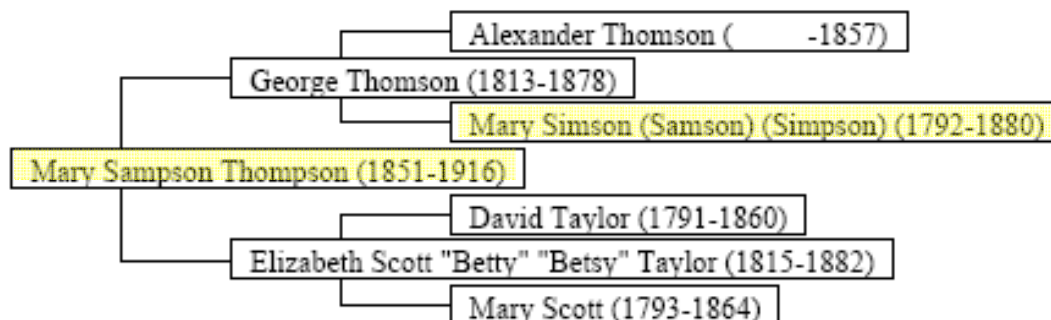 Alexander Thomson (          -1857)
George Thomson (1813-1878)
Mary Simson (Samson) (Simpson) (1792-1880)
Mary Sampson Thompson (1851-1916)
David Taylor (1791-1860)
Elizabeth Scott "Betty" "Betsy" Taylor (1815-1882)
Mary Scott (1793-1864)